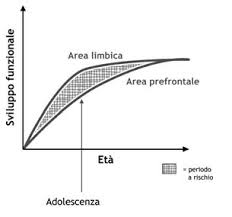 Sviluppo funzionale
Area limbica
Area prefrontale
Età
= periodo
a rischio
Adolescenza